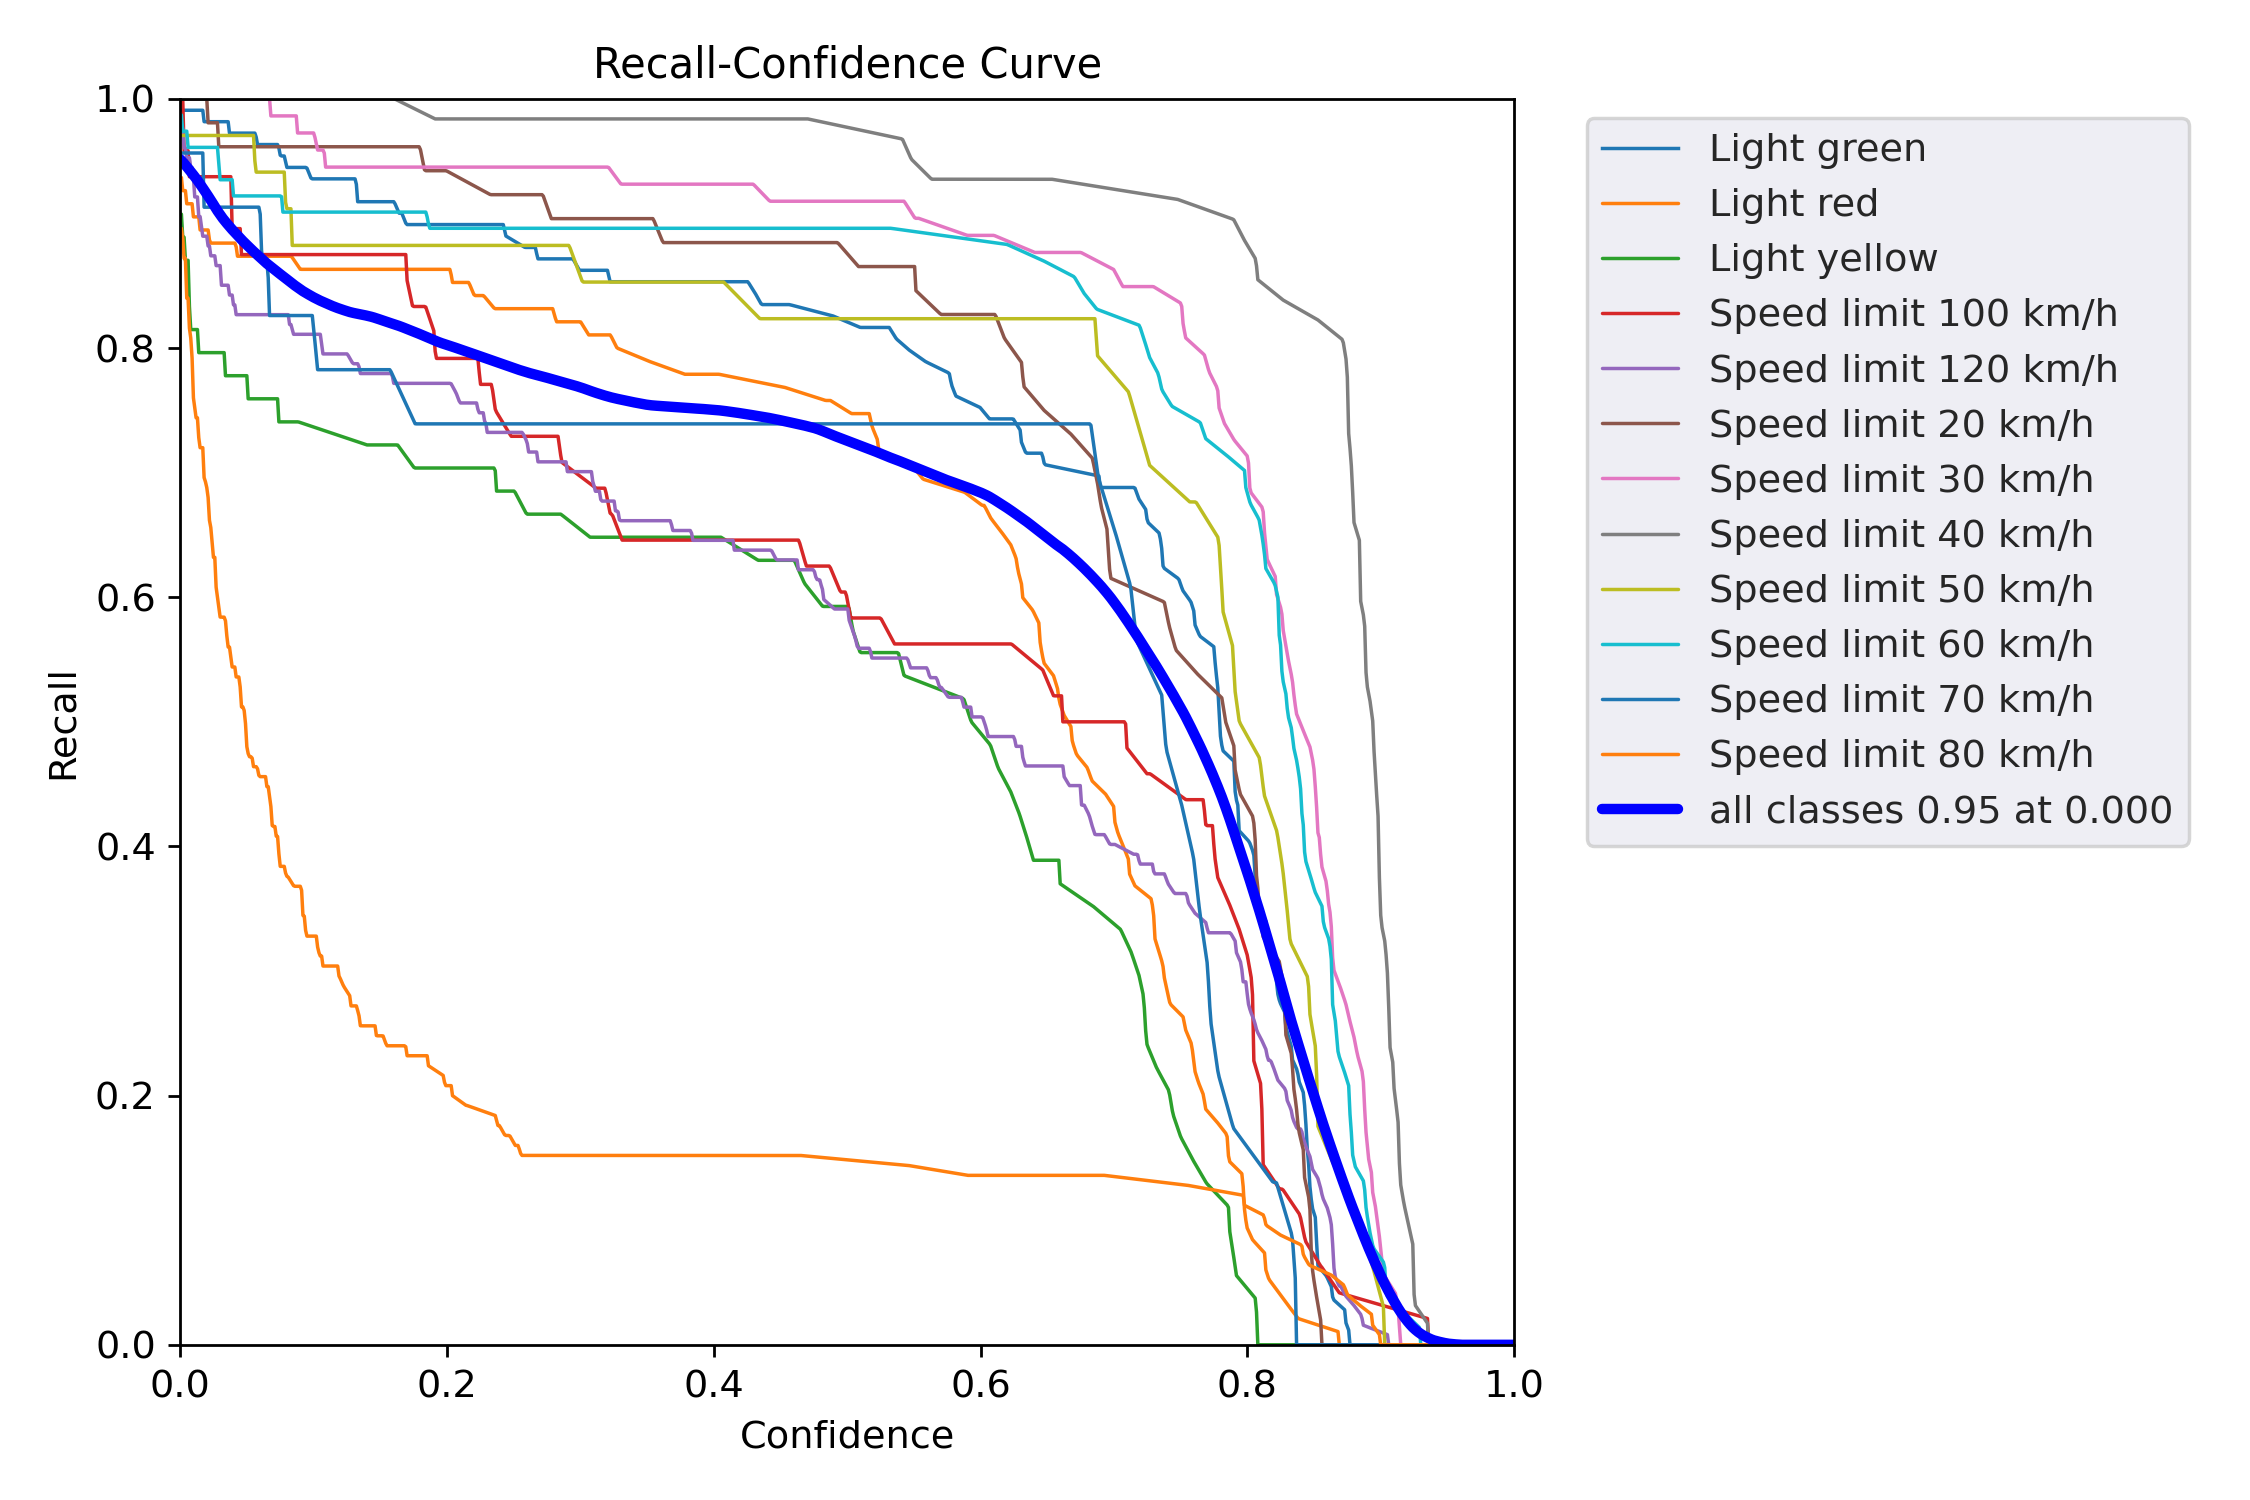 Recall-Confidence Curve
1.0
0.8
0.6
0.4
0.2
0.0
Recall
0.0 0.2 0.4 0.6 0.8 1.0
Confidence
Light green
Light red
Light yellow
Speed limit 100 km/h
Speed limit 120 km/h
Speed limit 20 km/h
Speed limit 30 km/h
Speed limit 40 km/h
Speed limit 50 km/h
Speed limit 60 km/h
Speed limit 70 km/h
Speed limit 80 km/h
all classes 0.95 at 0.000